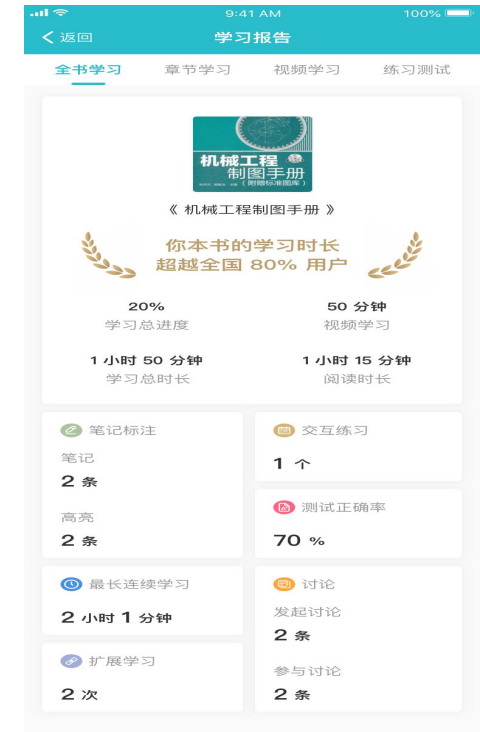 9:41 AM
100%
返回
学习报告
全书学习
章节学习
视频学习
练习测试
机械工程
制图手册
（附赠标准图库）
《 机械工程制图手册 》
你本书的学习时长
超越全国 80% 用户
20%
学习总进度
50 分钟
视频学习
1 小时 50 分钟
学习总时长
1 小时 15 分钟
阅读时长
笔记标注
笔记
2 条
高亮
2 条
交互练习
1 个
测试正确率
70 %
最长连续学习
2 小时 1 分钟
扩展学习
2 次
讨论
发起讨论
2 条
参与讨论
2 条